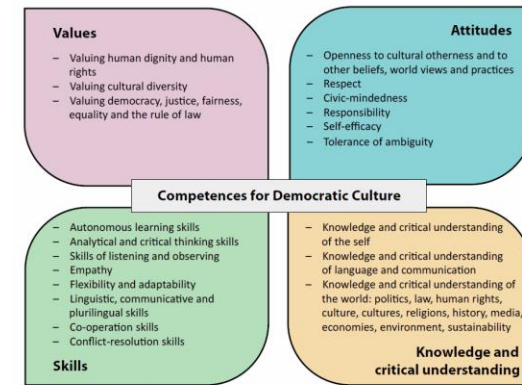 Values
– Valuing human dignity and human
rights
– Valuing cultural diversity
– Valuing democracy, justice, fairness,
equality and the rule of law
Attitudes
– Openness to cultural otherness and to
other beliefs, world views and practices
– Respect
– Civic-mindedness
– Responsibility
– Self-efficacy
– Tolerance of ambiguity
Competences for Democratic Culture
– Autonomous learning skills
– Analytical and critical thinking skills
– Skills of listening and observing
– Empathy
– Flexibility and adaptability
– Linguistic, communicative and
plurilingual skills
– Co-operation skills
– Conflict-resolution skills
Skills
– Knowledge and critical understanding
of the self
– Knowledge and critical understanding
of language and communication
– Knowledge and critical understanding of
the world: politics, law, human rights,
culture, cultures, religions, history, media,
economies, environment, sustainability
Knowledge and
critical understanding